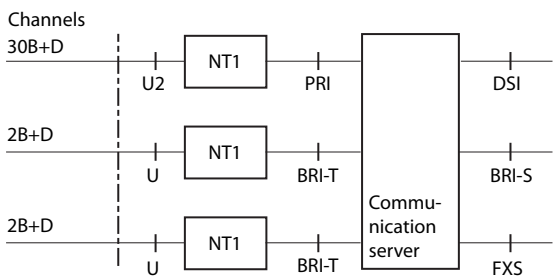 Channels
30B+D
NT1
U2
PRI
DSI
2B+D
NT1
U
BRI-T
BRI-S
Commu-
nication
server
2B+D
NT1
U
BRI-T
FXS